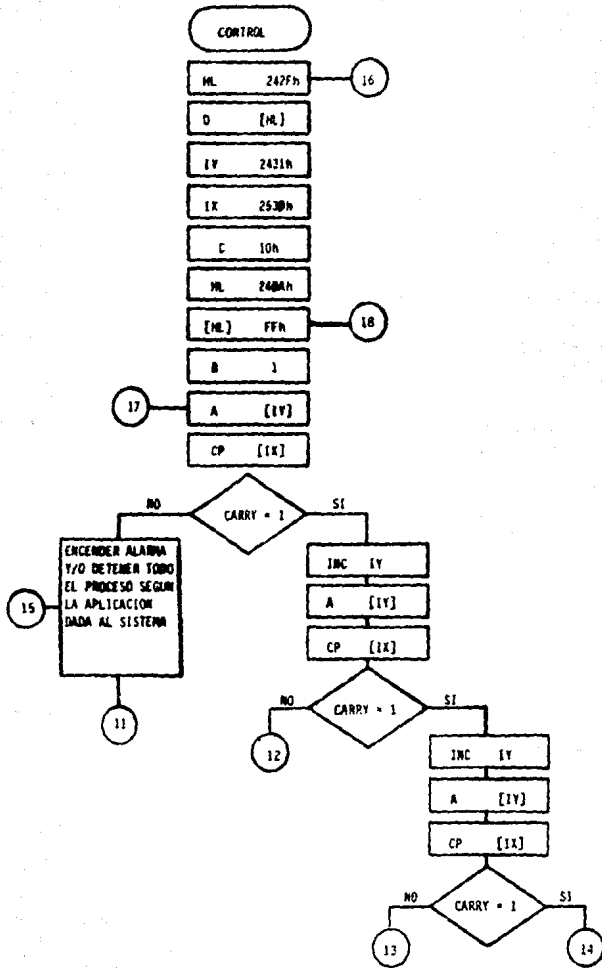 CONTROL
HL 242Fh
16
D [HL]
IY 2431h
IX 2530h
C 10h
HL 240Ah
[HL] FFh
18
B 1
17
A [IY]
CP [IX]
NO
CARRY = 1
SI
ENCENDER ALARMA
Y/O DETENER TODO
EL PROCESO SEGUN
LA APLICACION
DADA AL SISTEMA
15
11
INC IY
A [IY]
CP [IX]
NO
CARRY = 1
SI
12
INC IY
A [IY]
CP [IX]
NO
CARRY = 1
SI
13
14